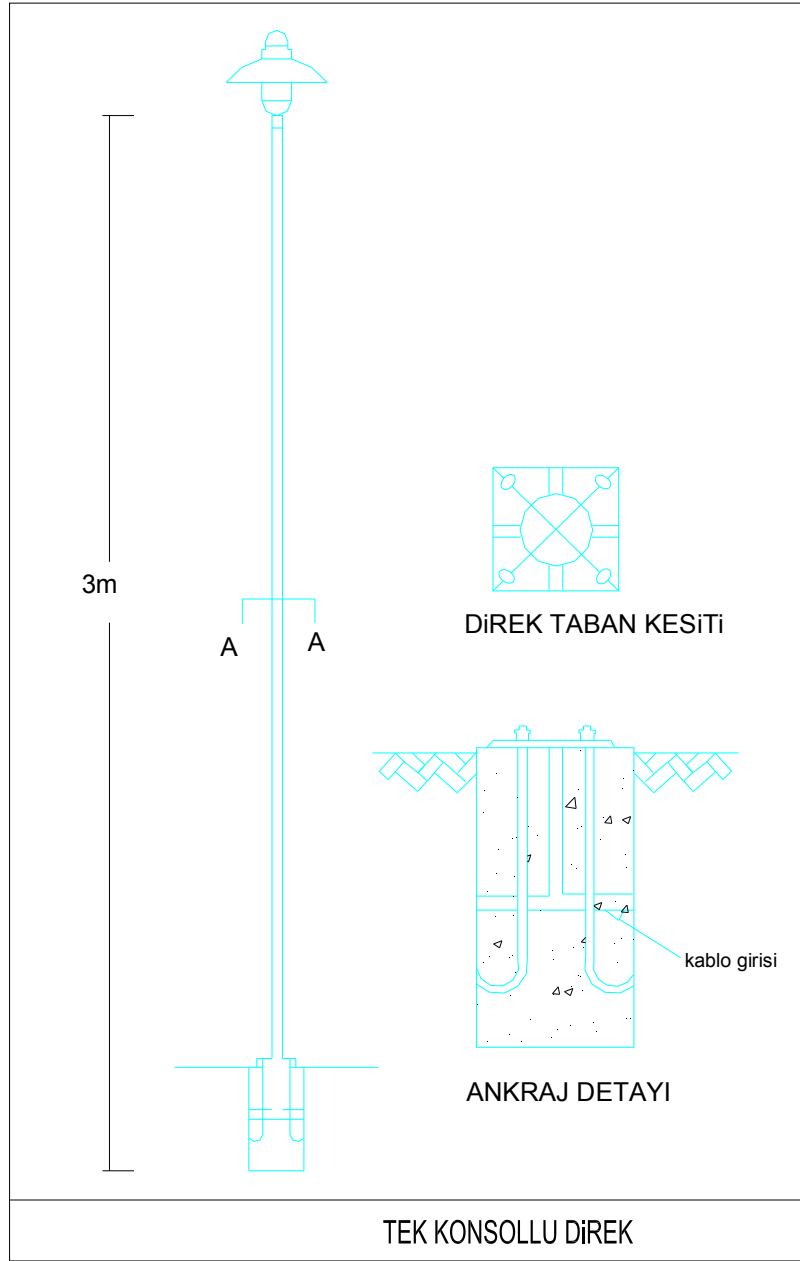 3m
A A
DiREK TABAN KESiTi
kablo girisi
ANKRAJ DETAYI
TEK KONSOLLU DiREK